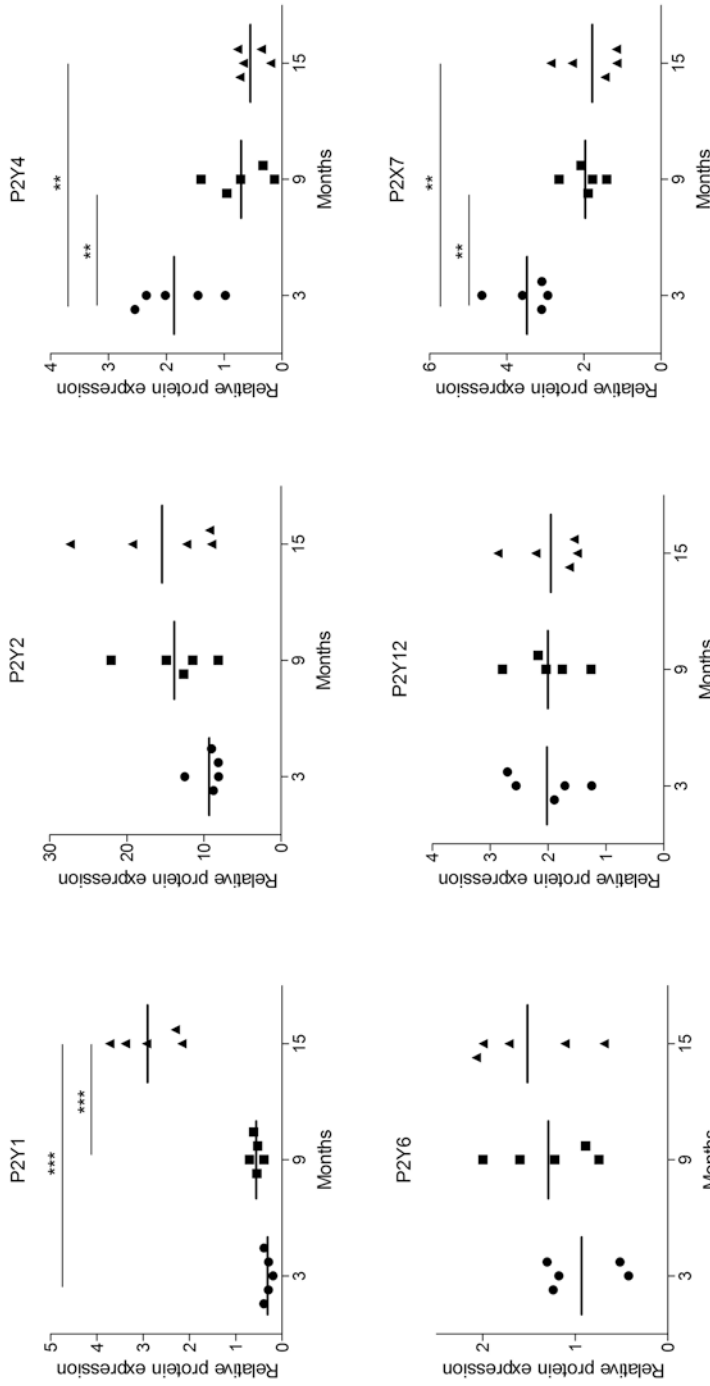 P2Y1
Relative protein expression
5
4
3
2
1
0
***
***
3
9
15
Months
P2Y2
Relative protein expression
30
20
10
0
3
9
15
Months
P2Y4
Relative protein expression
4
3
2
1
0
**
**
3
9
15
Months
P2Y6
Relative protein expression
2
1
0
3
9
15
Months
P2Y12
Relative protein expression
4
3
2
1
0
3
9
15
Months
P2X7
Relative protein expression
6
4
2
0
**
**
3
9
15
Months